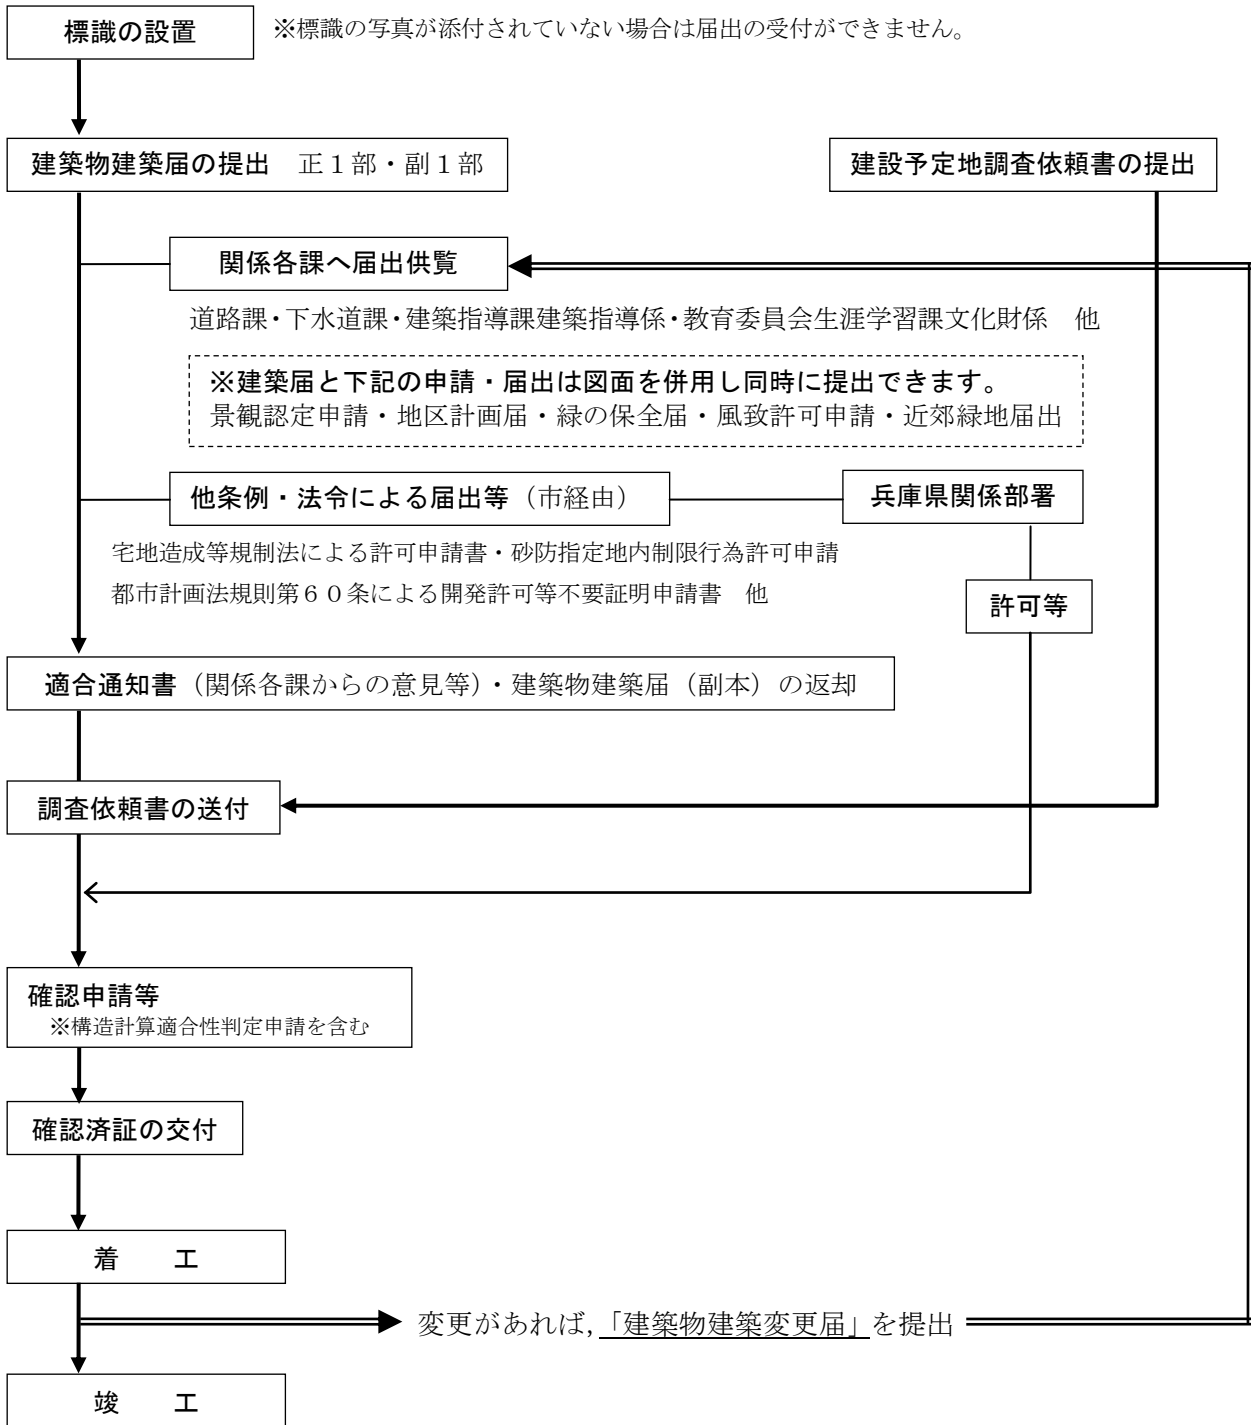 標識の設置
※標識の写真が添付されていない場合は届出の受付ができません。
建築物建築届の提出　正１部・副１部
建設予定地調査依頼書の提出
関係各課へ届出供覧
道路課・下水道課・建築指導課建築指導係・教育委員会生涯学習課文化財係　他
※建築届と下記の申請・届出は図面を併用し同時に提出できます。
景観認定申請・地区計画届・緑の保全届・風致許可申請・近郊緑地届出
他条例・法令による届出等（市経由）
兵庫県関係部署
宅地造成等規制法による許可申請書・砂防指定地内制限行為許可申請
都市計画法規則第６０条による開発許可等不要証明申請書　他
許可等
適合通知書（関係各課からの意見等）・建築物建築届（副本）の返却
調査依頼書の送付
確認申請等
※構造計算適合性判定申請を含む
確認済証の交付
着　　工
変更があれば,「建築物建築変更届」を提出
竣　　工